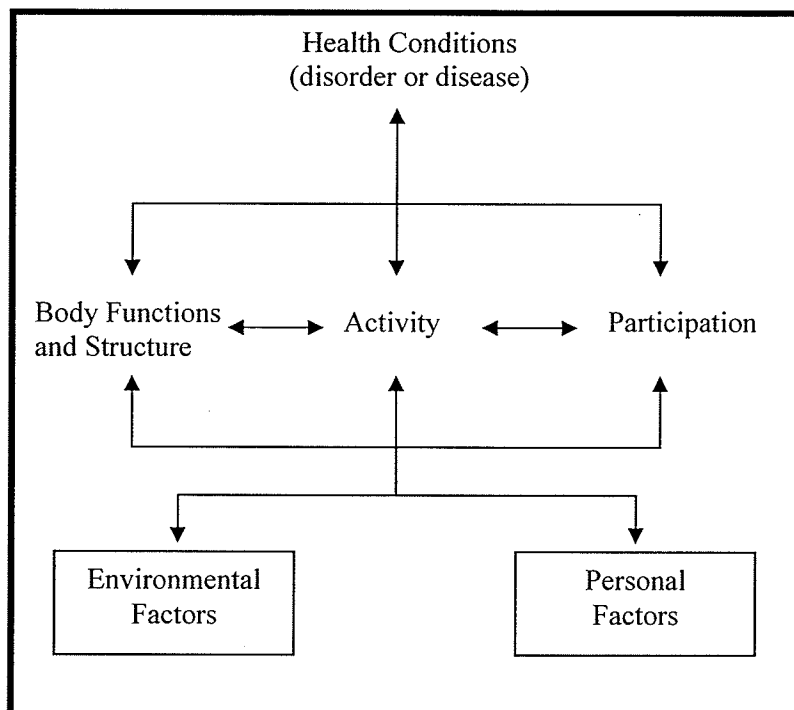 Health Conditions
(disorder or disease)
Body Functions
and Structure
Activity
Participation
Environmental
Factors
Personal
Factors